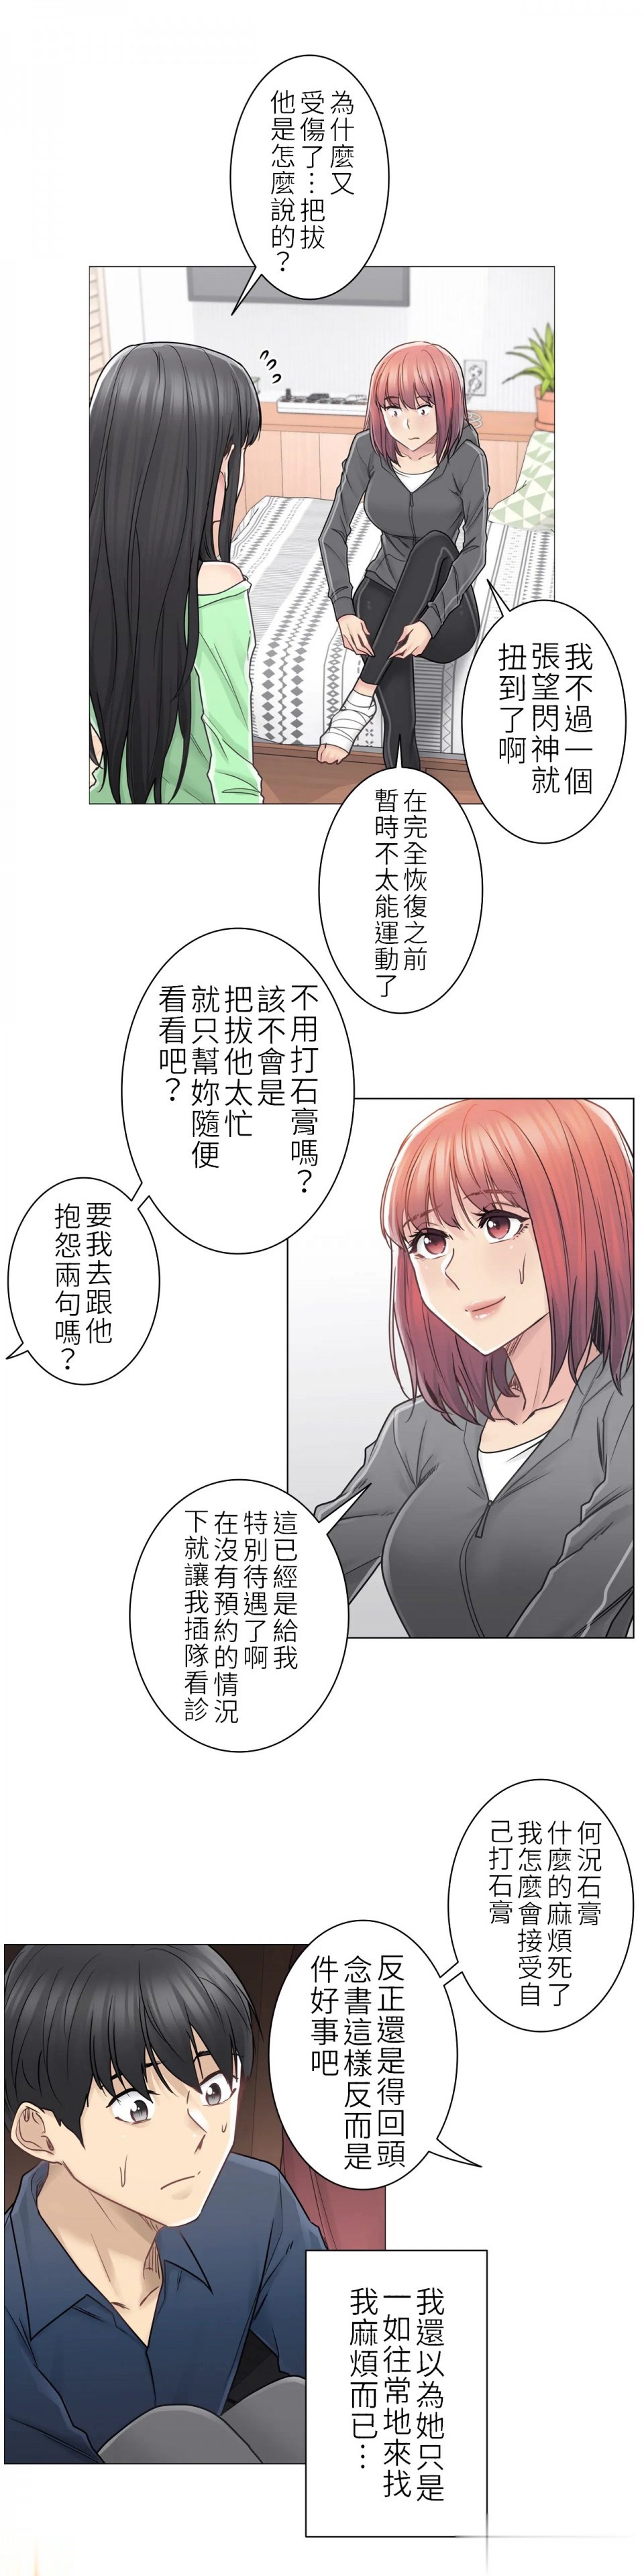 為什麼又
受傷了…把拔
他是怎麼說的？
我不過一個
張望閃神就
扭到了啊
在完全恢復之前
暫時不太能運動了
不用打石膏嗎？
該不會是
把拔他太忙
就只幫妳隨便
看看吧？
要我去跟他
抱怨兩句嗎？
這已經是給我
特別待遇了啊
在沒有預約的情況
下就讓我插隊看診
何況石膏
什麼的麻煩死了
我怎麼會接受自
己打石膏
反正還是得回頭
念書這樣反而是
件好事吧
我還以為她只是
一如往常地來找
我麻煩而已…